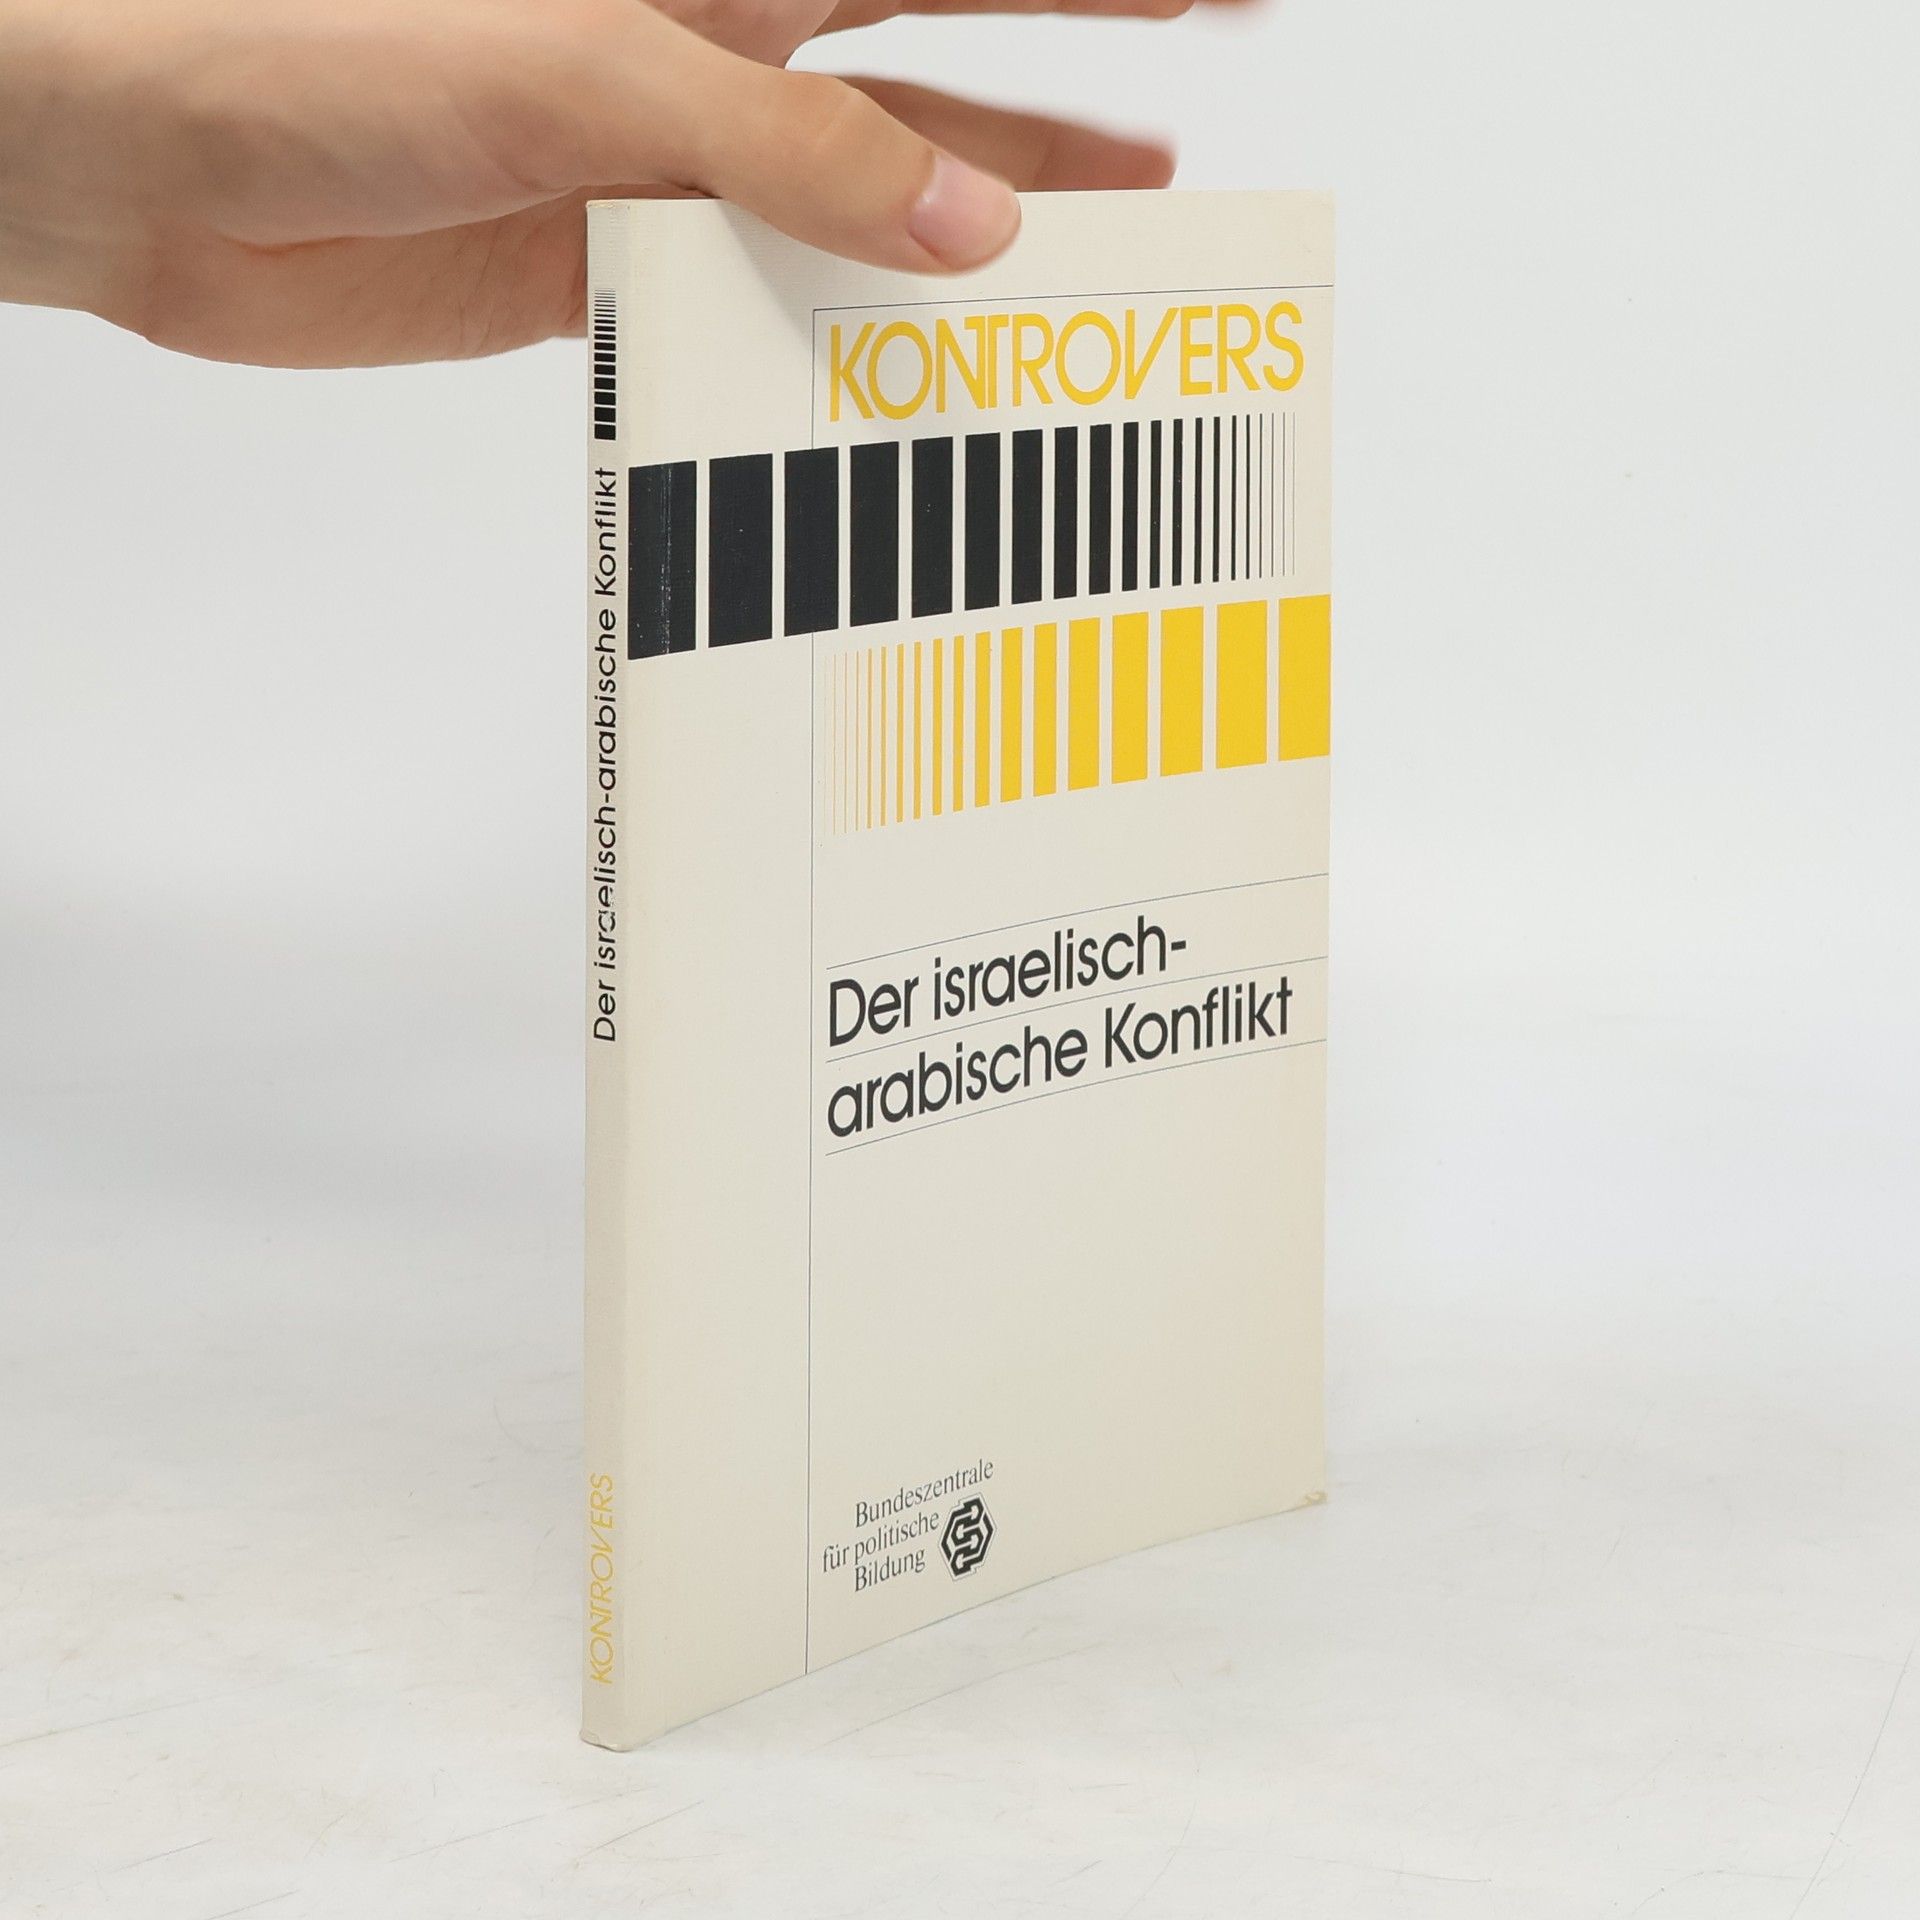 KONTROVERS
Der israelisch-
arabische Konflikt
Bundeszentrale
für politische
Bildung
Der israelisch-arabische Konflikt
KONTROVERS